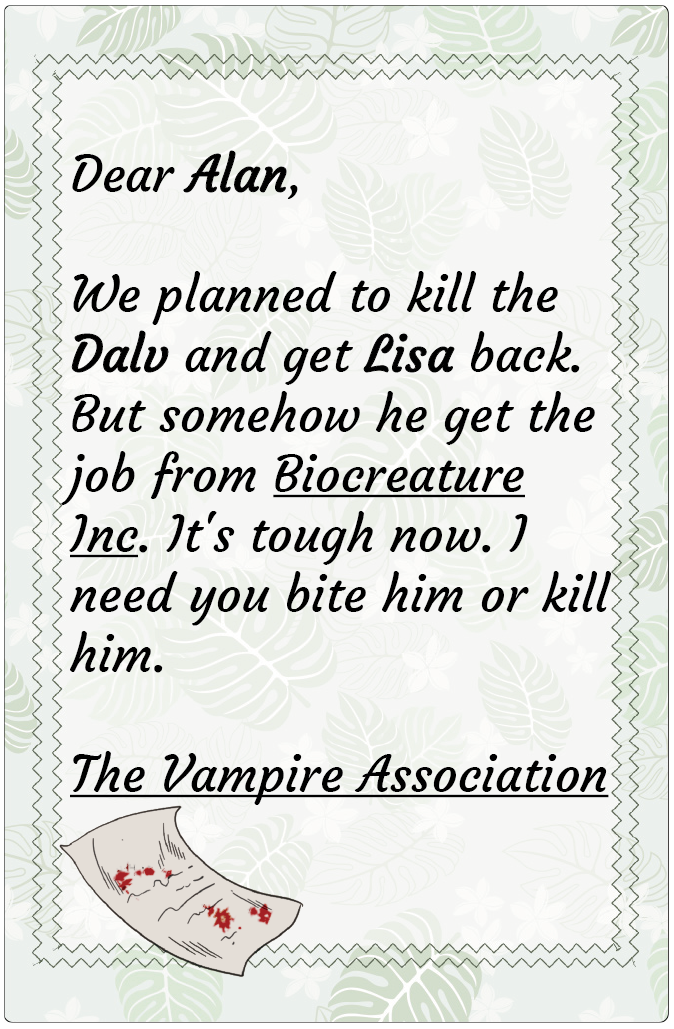 Dear Alan,
We planned to kill the
Dalv and get Lisa back.
But somehow he get the
job from Biocreature
Inc. It's tough now. I
need you bite him or kill
him.
The Vampire Association